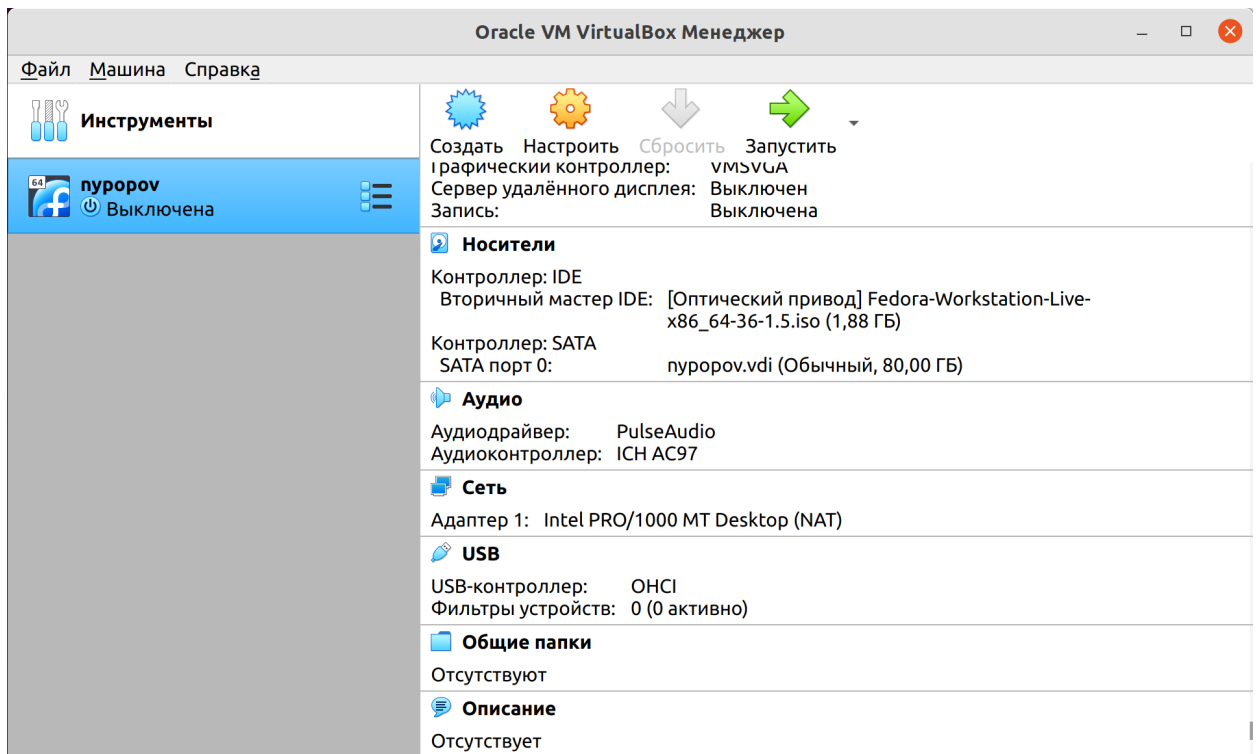 Oracle VM VirtualBox Менеджер
Файл Машина Справка
Инструменты
64
nypopov
Выключена
Создать Настроить Сбросить Запустить
Графический контроллер: VMSVGA
Сервер удалённого дисплея: Выключен
Запись: Выключена
Носители
Контроллер: IDE
Вторичный мастер IDE: [Оптический привод] Fedora-Workstation-Live-
x86_64-36-1.5.iso (1,88 ГБ)
Контроллер: SATA
SATA порт 0: nypopov.vdi (Обычный, 80,00 ГБ)
Аудио
Аудиодрайвер: PulseAudio
Аудиоконтроллер: ICH AC97
Сеть
Адаптер 1: Intel PRO/1000 MT Desktop (NAT)
USB
USB-контроллер: OHCI
Фильтры устройств: 0 (0 активно)
Общие папки
Отсутствуют
Описание
Отсутствует